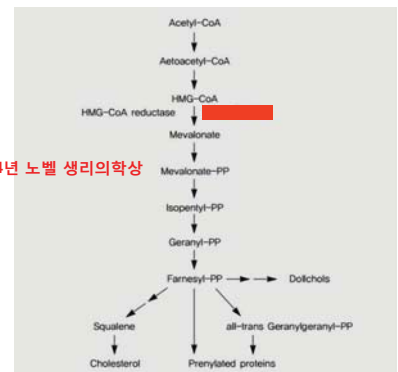 Acetyl-CoA
Aetoacetyl-CoA
HMG-CoA
HMG-CoA reductase
Mevalonate
년 노벨 생리의학상
Mevalonate-PP
Isopentyl-PP
Geranyl-PP
Farnesyl-PP
Dollchols
Squalene
all-trans Geranylgeranyl-PP
Cholesterol
Prenylated proteins